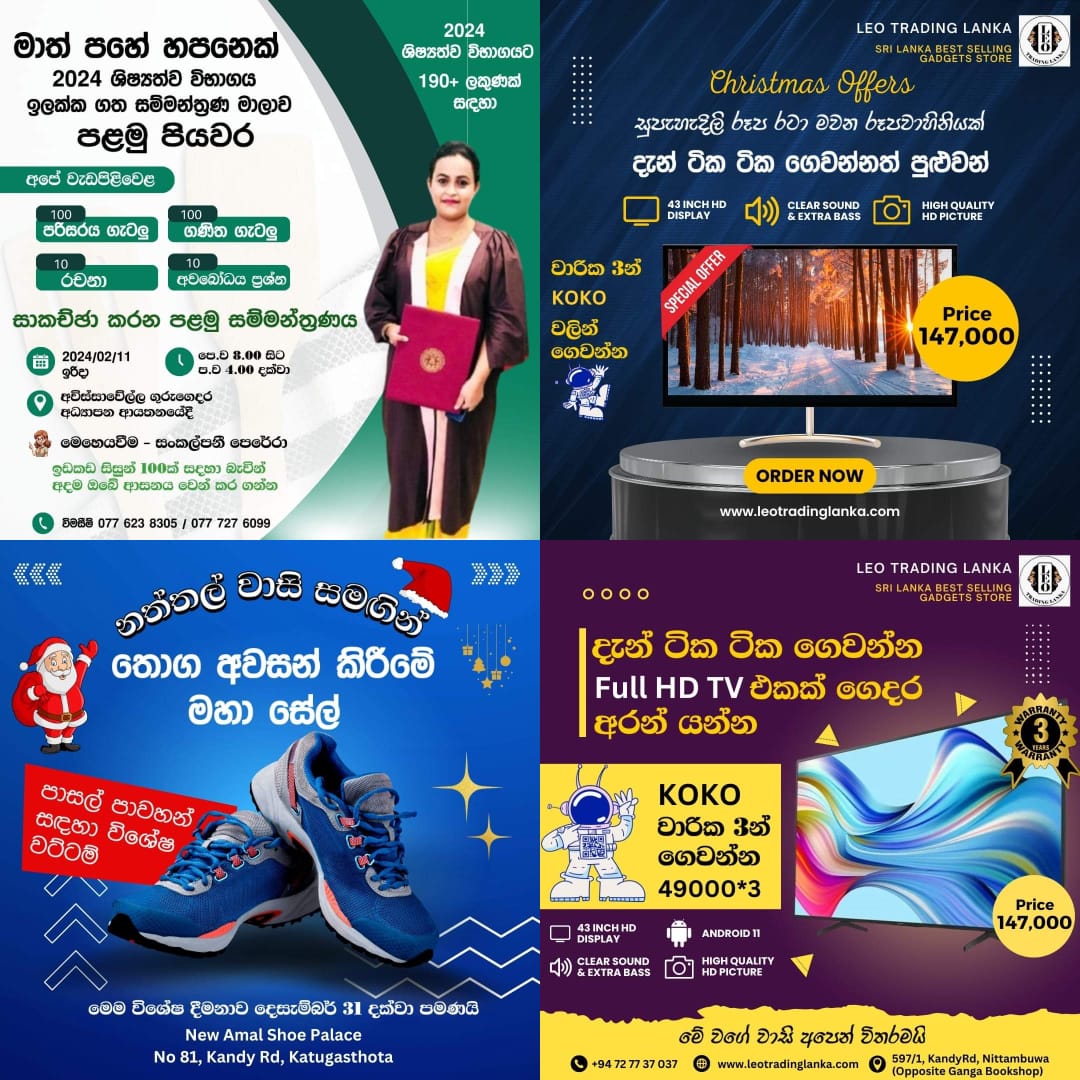 මාත් පහේ හපනෙක්
2024 ශිෂ්‍යත්ව විභාගය
ඉලක්ක ගත සම්මන්ත්‍රණ මාලාව
පළමු පියවර
2024
ශිෂ්‍යත්ව විභාගයට
190+ ලකුණක්
සඳහා
අපේ වැඩපිළිවෙළ
100
පරිසරය ගැටලු
100
ගණිත ගැටලු
10
රචනා
10
අවබෝධය ප්‍රශ්න
සාකච්ඡා කරන පළමු සම්මන්ත්‍රණය
2024/02/11
ඉරිදා
පෙ.ව 8.00 සිට
ප.ව 4.00 දක්වා
අවිස්සාවේල්ල ගුරුගෙදර
අධ්‍යාපන ආයතනයේදී
මෙහෙයවීම - සංකල්පනී පෙරේරා
ඉඩකඩ සිසුන් 100ක් සඳහා බැවින්
අදම ඔබේ ආසනය වෙන් කර ගන්න
විමසීම් 077 623 8305 / 077 727 6099
LEO TRADING LANKA
SRI LANKA BEST SELLING
GADGETS STORE
LEO
TRADING LANKA
Christmas Offers
සුපැහැදිලි රූප රටා මවන රූපවාහිනියක්
දැන් ටික ටික ගෙවන්නත් පුළුවන්
43 INCH HD
DISPLAY
CLEAR SOUND
& EXTRA BASS
HIGH QUALITY
HD PICTURE
වාරික 3න්
KOKO
වලින්
ගෙවන්න
SPECIAL OFFER
Price
147,000
ORDER NOW
www.leotradinglanka.com
නත්තල් වාසි සමඟින්
තොග අවසන් කිරීමේ
මහා සේල්
පාසල් පාවහන්
සඳහා විශේෂ
වට්ටම්
මෙම විශේෂ දීමනාව දෙසැම්බර් 31 දක්වා පමණයි
New Amal Shoe Palace
No 81, Kandy Rd, Katugasthota
LEO TRADING LANKA
SRI LANKA BEST SELLING
GADGETS STORE
LEO
TRADING LANKA
දැන් ටික ටික ගෙවන්න
Full HD TV එකක් ගෙදර
අරන් යන්න
WARRANTY
3
YEARS
WARRANTY
KOKO
වාරික 3න්
ගෙවන්න
49000*3
43 INCH HD
DISPLAY
ANDROID 11
CLEAR SOUND
& EXTRA BASS
HIGH QUALITY
HD PICTURE
Price
147,000
මේ වගේ වාසි අපෙන් විතරමයි
+94 72 77 37 037
www.leotradinglanka.com
597/1, KandyRd, Nittambuwa
(Opposite Ganga Bookshop)